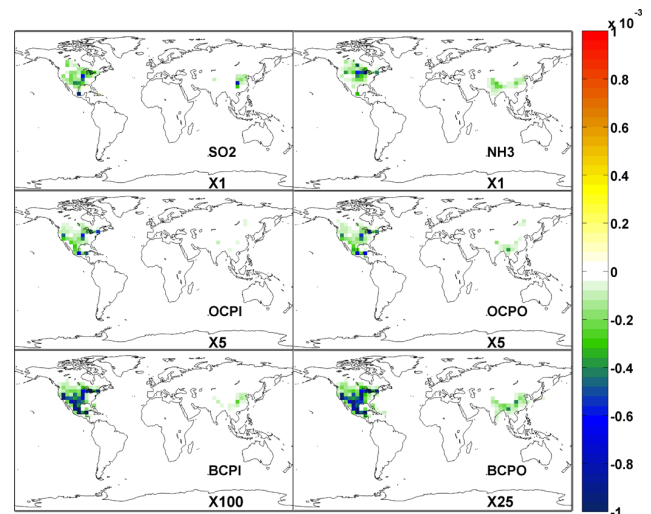 x 10 -3
SO2
X1
NH3
X1
OCPI
X5
OCPO
X5
BCPI
X100
BCPO
X25
1
0.8
0.6
0.4
0.2
0
-0.2
-0.4
-0.6
-0.8
-1